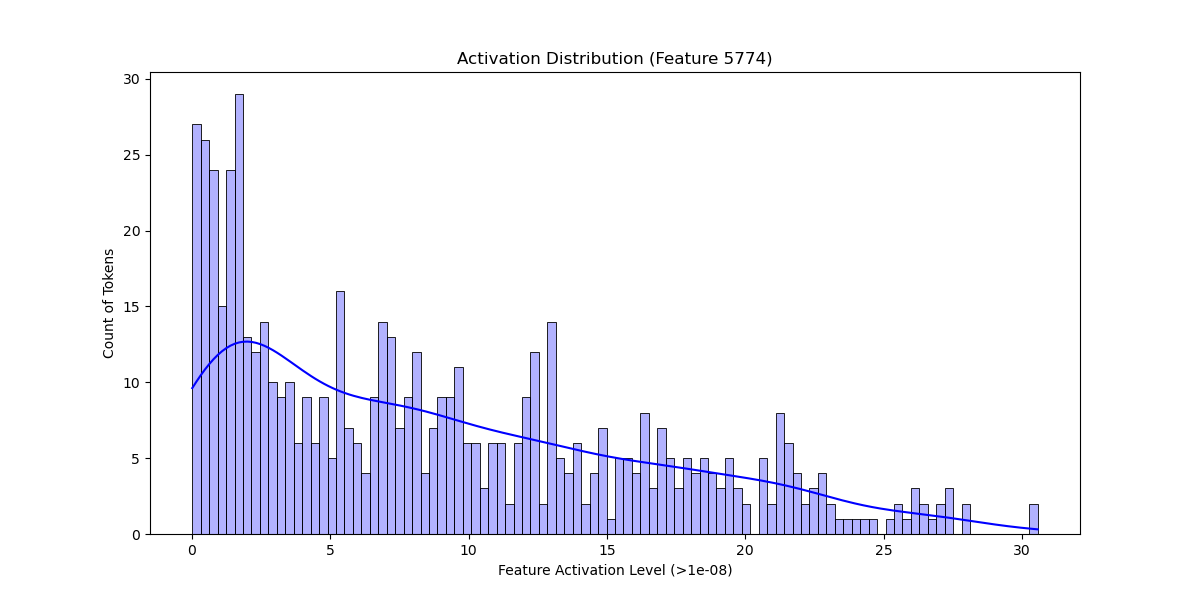 Activation Distribution (Feature 5774)
30
25
20
15
10
5
0
Count of Tokens
0 5 10 15 20 25 30
Feature Activation Level (>1e-08)